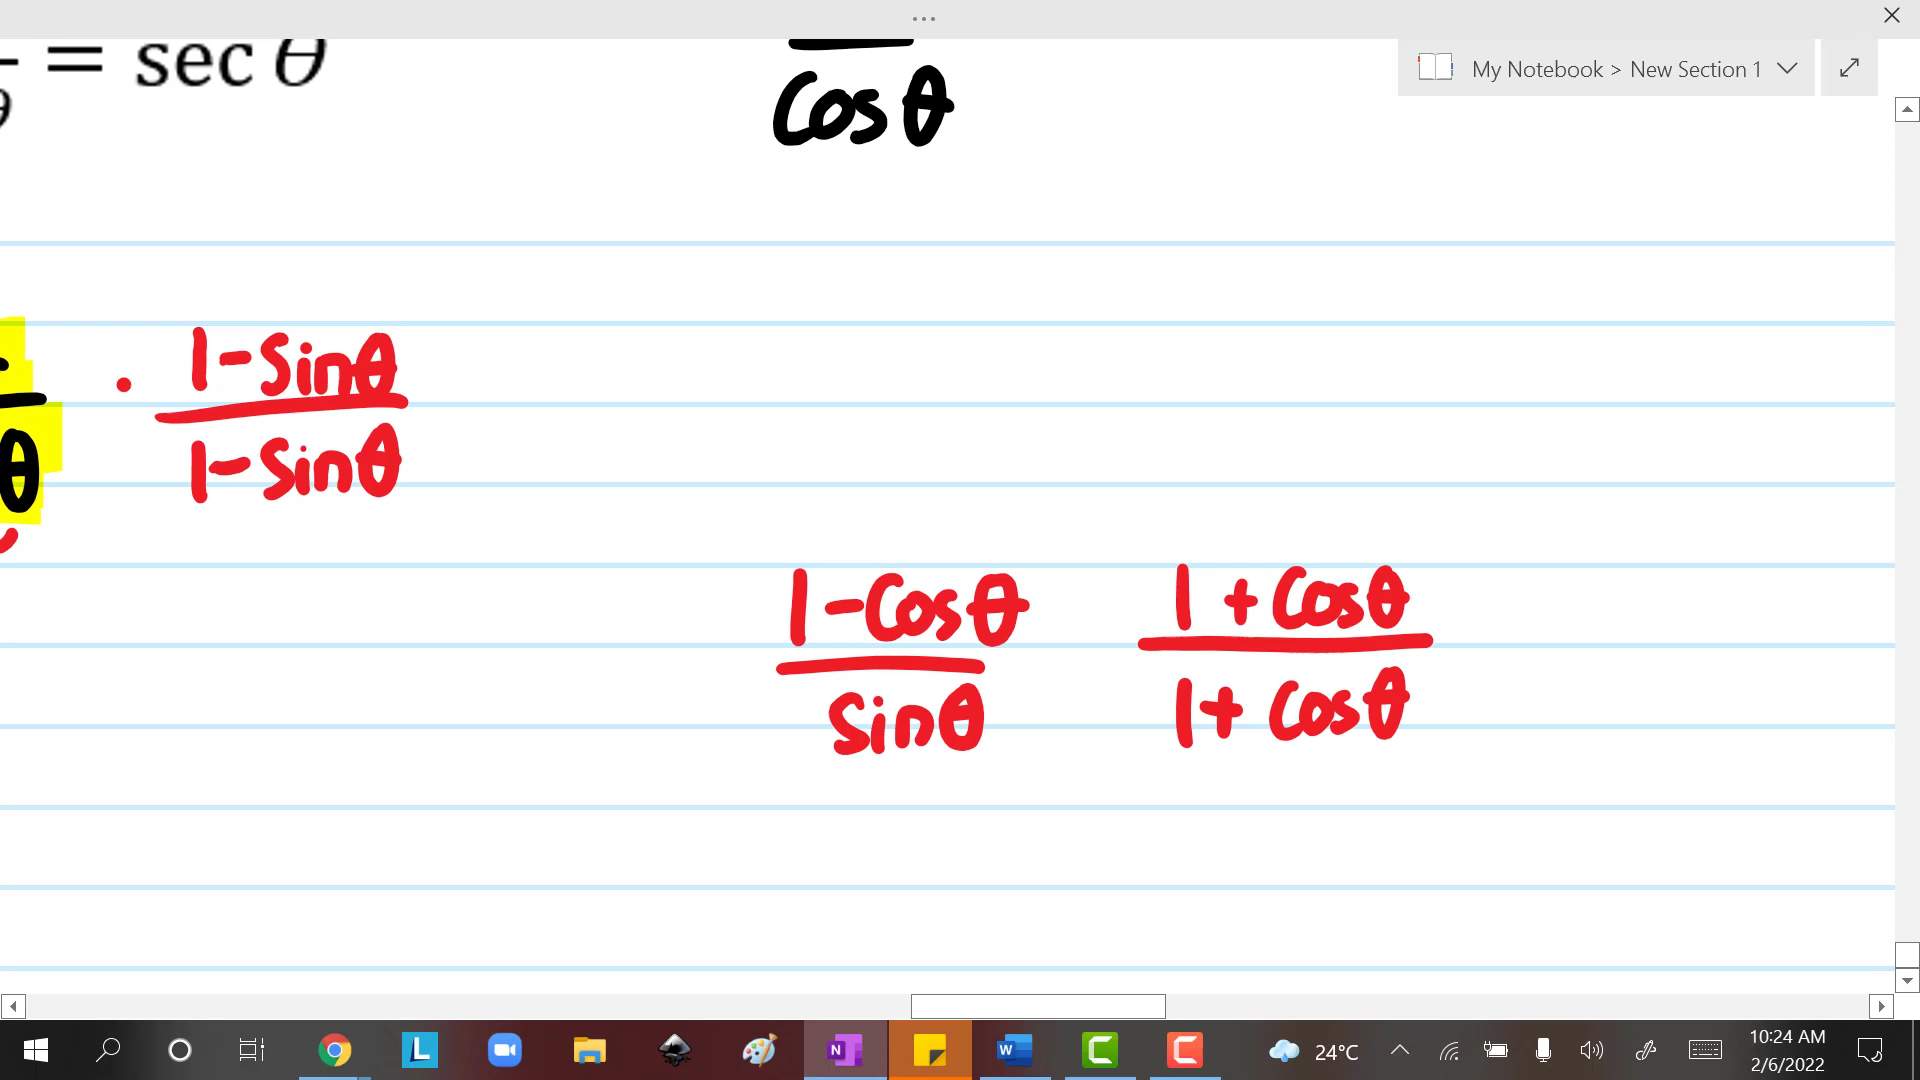 = sec θ
Cos θ
My Notebook > New Section 1
θ
. 1 - Sinθ
1 - Sinθ
1 - Cosθ
Sinθ
1 + Cosθ
1 + Cosθ
24°C
10:24 AM
2/6/2022